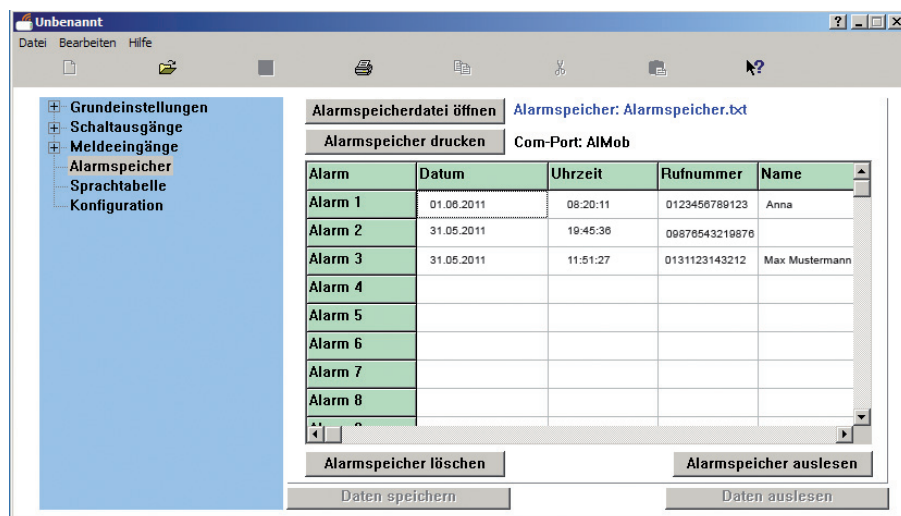 Unbenannt
Datei Bearbeiten Hilfe
Grundeinstellungen
Schaltausgänge
Meldeeingänge
Alarmspeicher
Sprachtabelle
Konfiguration
Alarmspeicherdatei öffnen Alarmspeicher: Alarmspeicher.txt
Alarmspeicher drucken Com-Port: AlMob
Alarm Datum Uhrzeit Rufnummer Name
Alarm 1 01.06.2011 08:20:11 0123456789123 Anna
Alarm 2 31.05.2011 19:45:36 09876543219876
Alarm 3 31.05.2011 11:51:27 0131123143212 Max Mustermann
Alarm 4
Alarm 5
Alarm 6
Alarm 7
Alarm 8
Alarmspeicher löschen Alarmspeicher auslesen
Daten speichern Daten auslesen